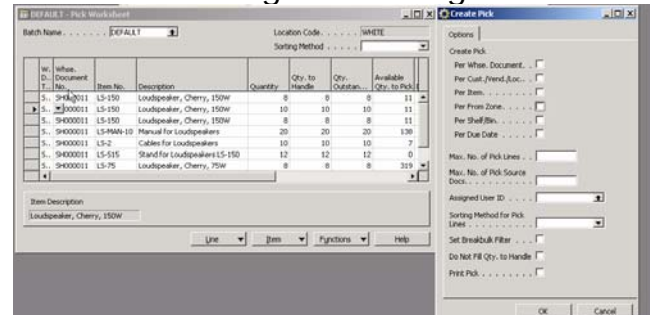 DEFAULT - Pick Worksheet
Batch Name . . . . . . . DEFAULT
Location Code. . . . . . WHITE
Sorting Method . . . . .
W. D.. T... Whse. Document No. Item No. Description Quantity Qty. to Handle Qty. Outstan... Available Qty. to Pick
S.. SH000011 LS-150 Loudspeaker, Cherry, 150W 8 8 8 11
S.. SH000011 LS-150 Loudspeaker, Cherry, 150W 10 10 10 11
S.. SH000011 LS-150 Loudspeaker, Cherry, 150W 8 8 8 11
S.. SH000011 LS-MAN-10 Manual for Loudspeakers 20 20 20 138
S.. SH000011 LS-2 Cables for Loudspeakers 10 10 10 7
S.. SH000011 LS-S15 Stand for Loudspeakers LS-150 12 12 12 0
S.. SH000011 LS-75 Loudspeaker, Cherry, 75W 8 8 8 319
Item Description
Loudspeaker, Cherry, 150W
Line Item Functions Help
Create Pick
Options
Create Pick
Per Whse. Document. .
Per Cust./Vend./Loc.. .
Per Item. . . . . . . . .
Per From Zone. . . . . .
Per Shelf/Bin. . . . . .
Per Due Date . . . . . .
Max. No. of Pick Lines . .
Max. No. of Pick Source
Docs. . . . . . . . . . .
Assigned User ID . . . .
Sorting Method for Pick
Lines . . . . . . . . . .
Set Breakbulk Filter . . .
Do Not Fill Qty. to Handle
Print Pick. . . . . . . . .
OK Cancel